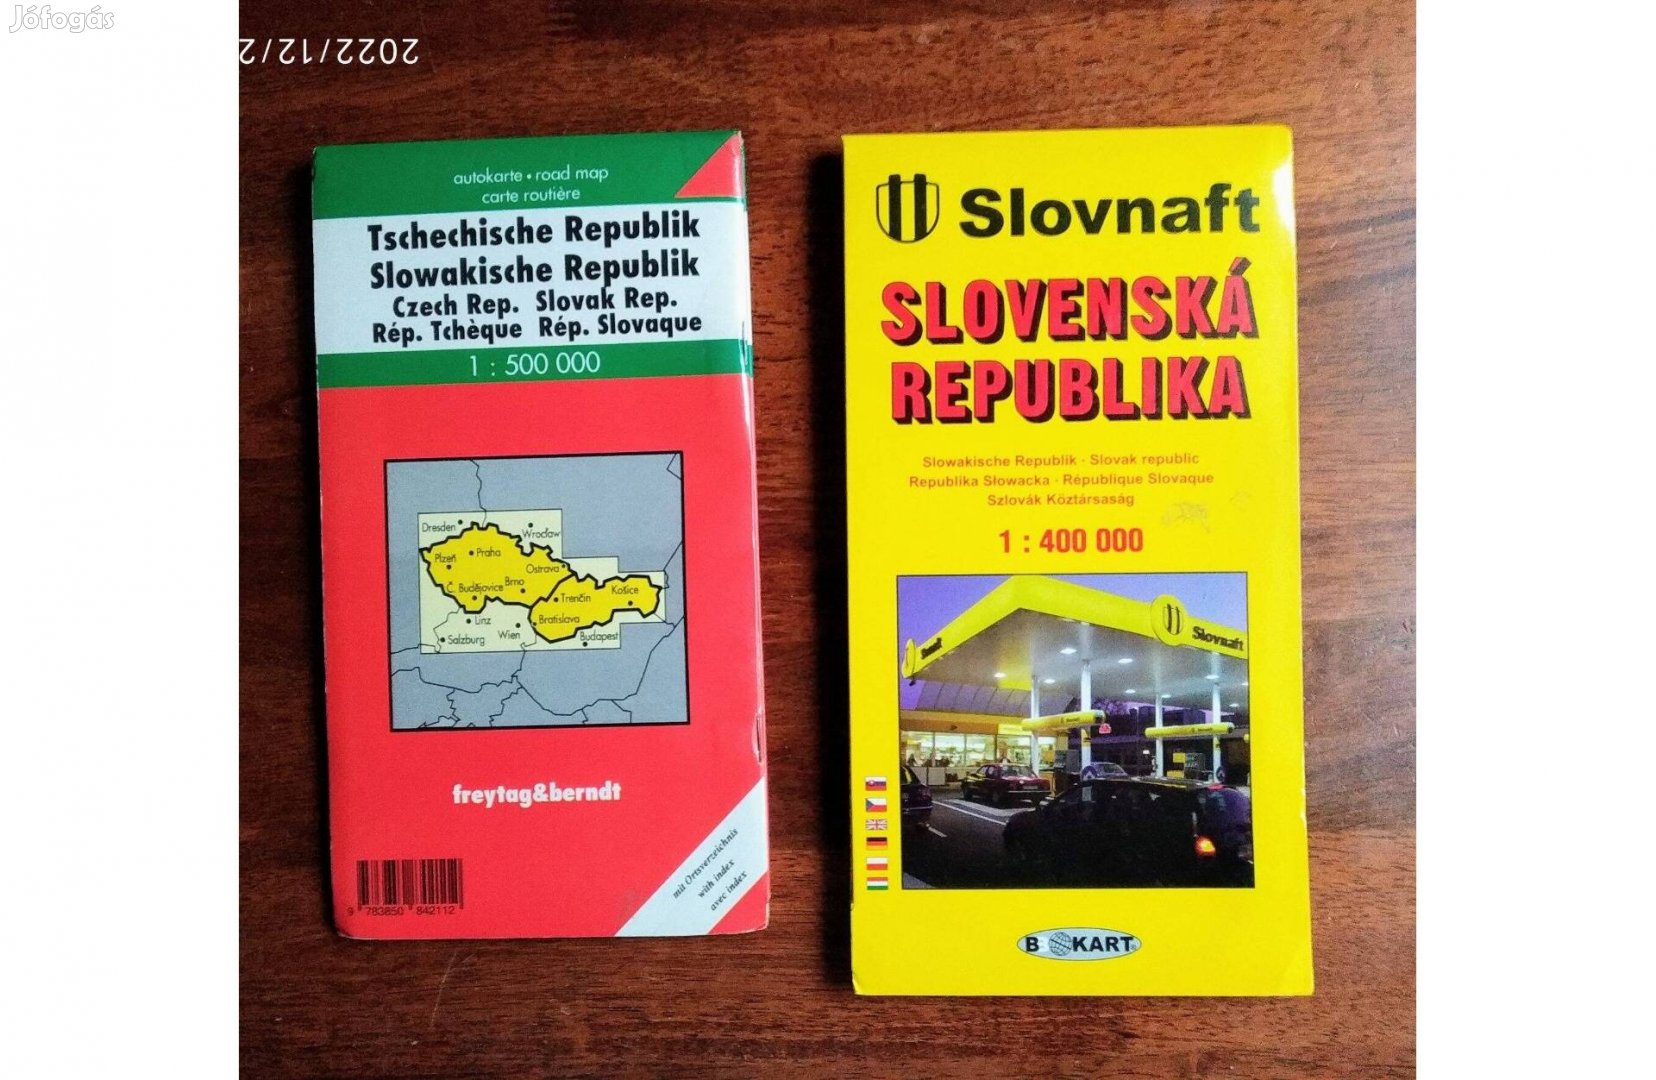 Jófogás
2022/12/2
autokarte • road map
carte routière
Tschechische Republik
Slowakische Republik
Czech Rep. Slovak Rep.
Rép. Tchèque Rép. Slovaque
1 : 500 000
Dresden
Wrocław
Praha
Plzeň
Ostrava
Č. Budějovice
Brno
Trenčín
Košice
Linz
Bratislava
Wien
Salzburg
Budapest
freytag&berndt
mit Ortsverzeichnis
with index
avec index
9 783850 842112
Slovnaft
SLOVENSKÁ
REPUBLIKA
Slowakische Republik · Slovak republic
Republika Słowacka · République Slovaque
Szlovák Köztársaság
1 : 400 000
Slovnaft
BOKART